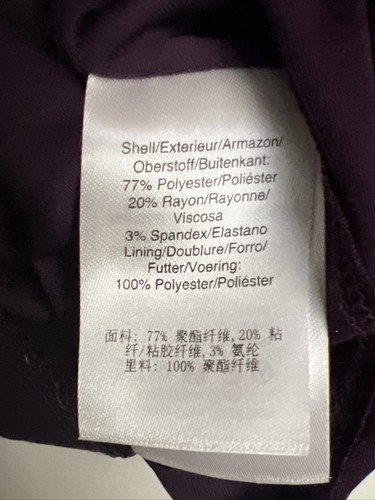 Shell/Exterieur/Armazon/
Oberstoff/Buitenkant:
77% Polyester/Poliéster
20% Rayon/Rayonne/
Viscosa
3% Spandex/Elastano
Lining/Doublure/Forro/
Futter/Voering:
100% Polyester/Poliéster
面料: 77% 聚酯纤维,20% 粘
纤/粘胶纤维,3% 氨纶
里料: 100% 聚酯纤维